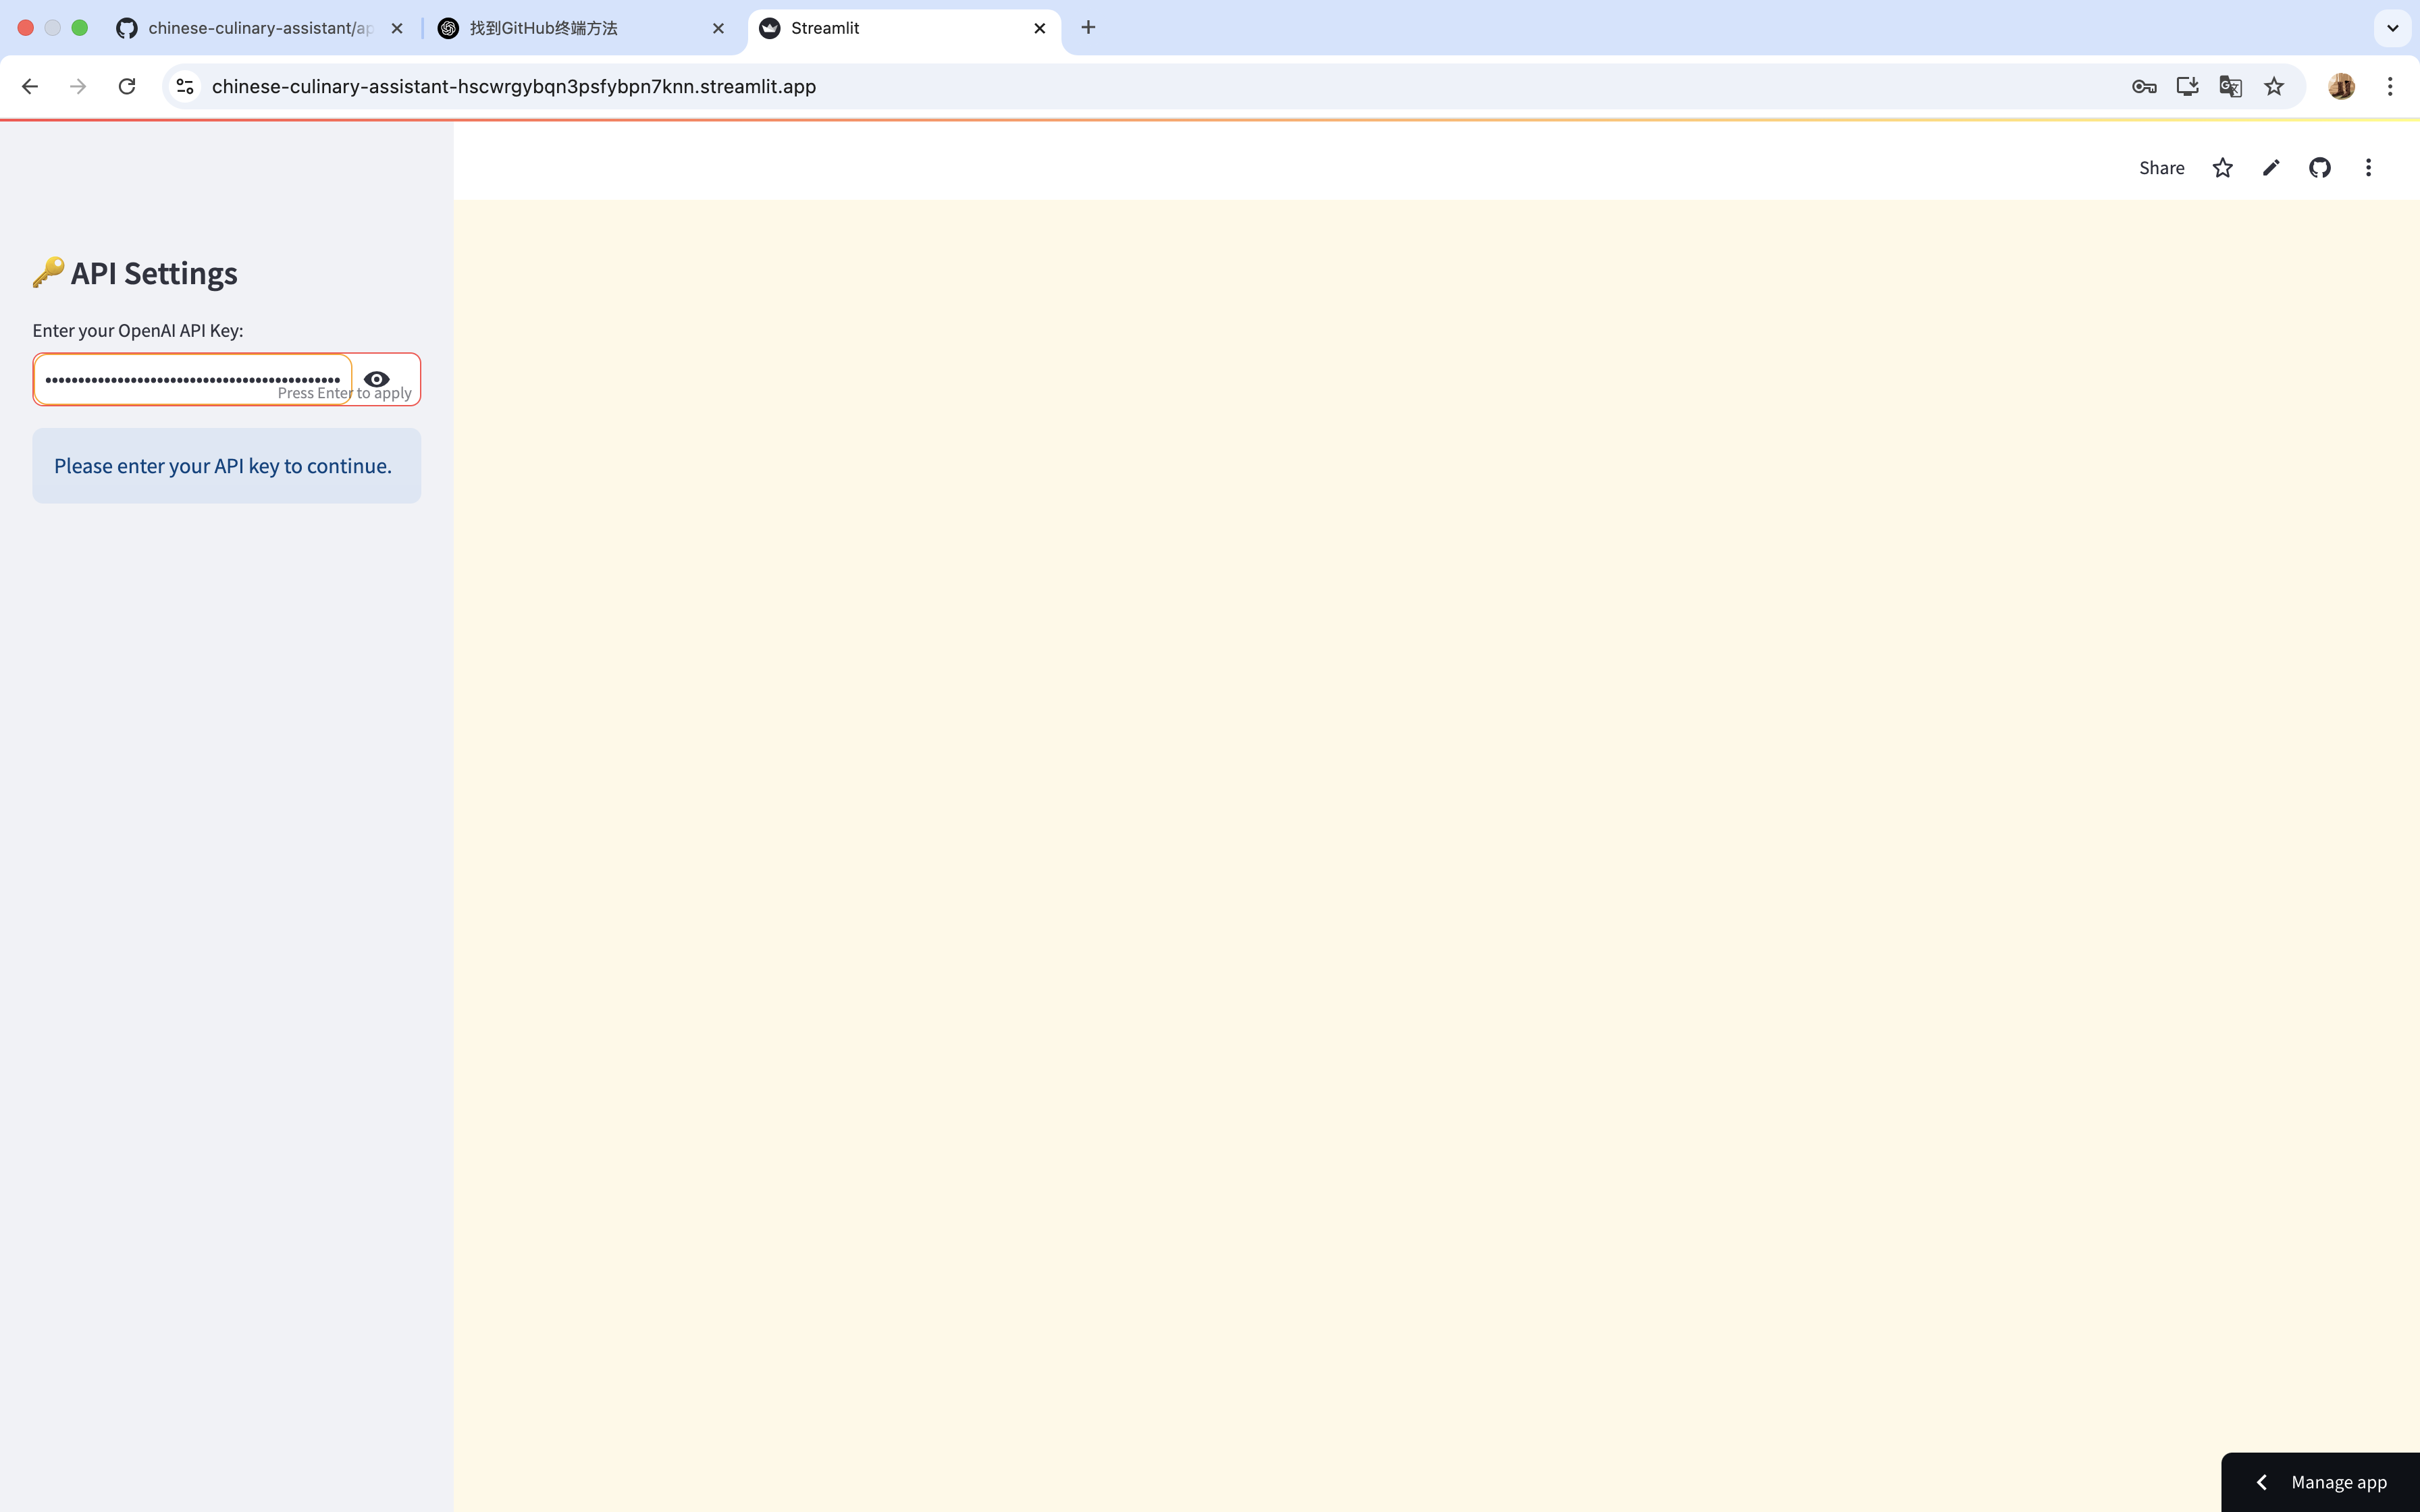 chinese-culinary-assistant/ap
找到GitHub终端方法
Streamlit
chinese-culinary-assistant-hscwrgybqn3psfybpn7knn.streamlit.app
Share
🔑 API Settings
Enter your OpenAI API Key:
Press Enter to apply
Please enter your API key to continue.
Manage app